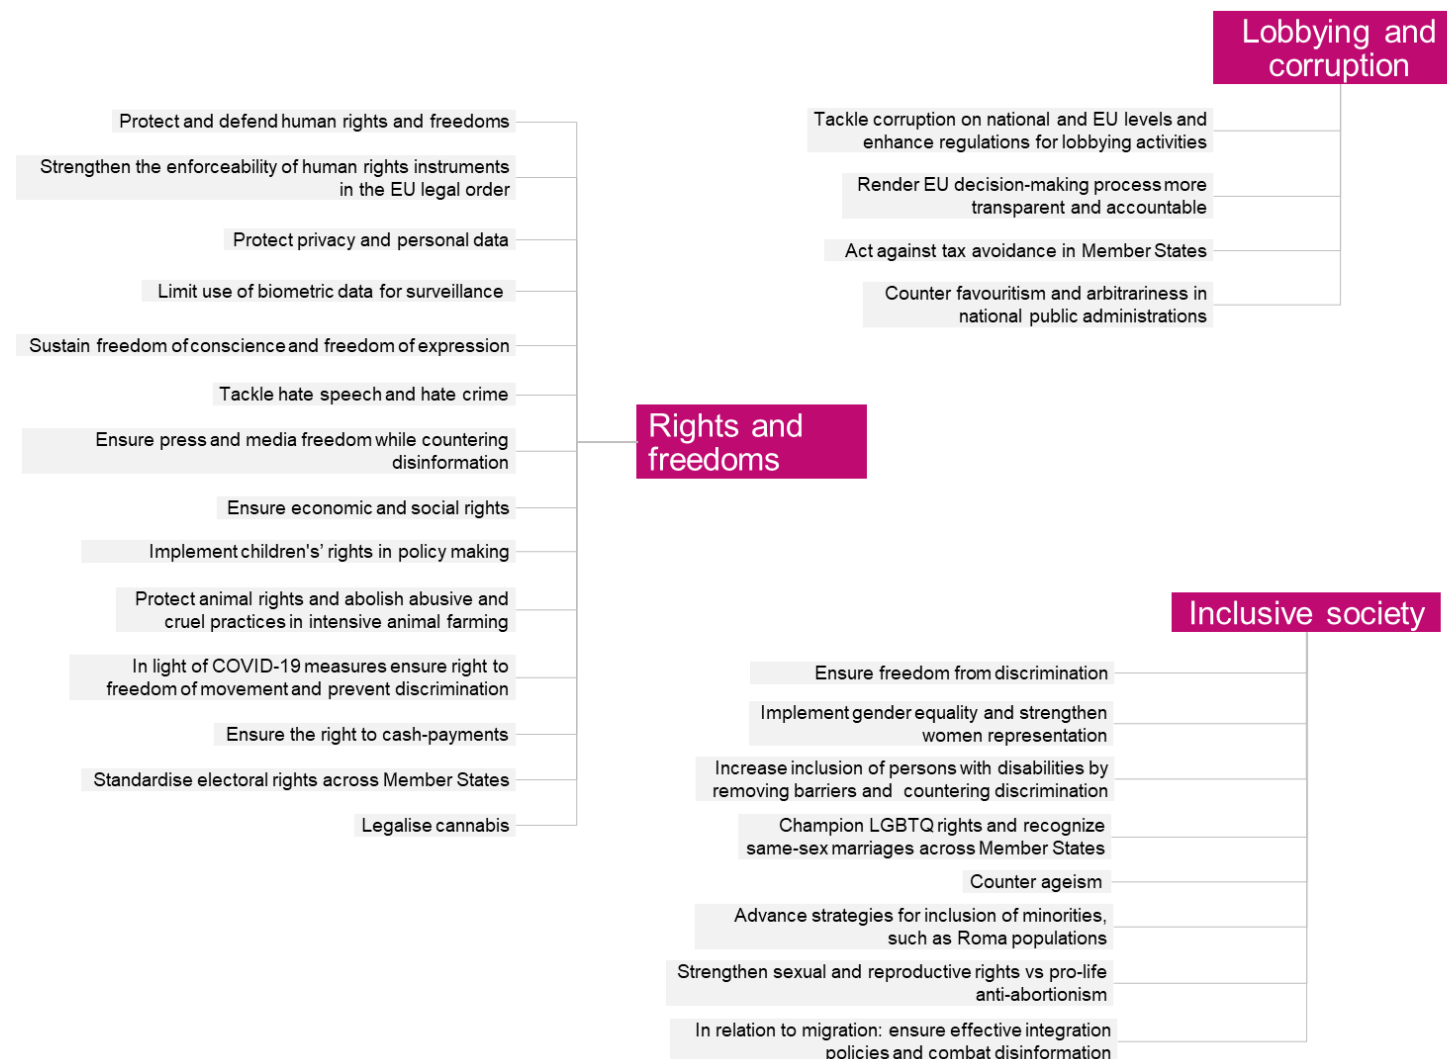 Lobbying and
corruption
Tackle corruption on national and EU levels and
enhance regulations for lobbying activities
Render EU decision-making process more
transparent and accountable
Act against tax avoidance in Member States
Counter favouritism and arbitrariness in
national public administrations
Rights and
freedoms
Protect and defend human rights and freedoms
Strengthen the enforceability of human rights instruments
in the EU legal order
Protect privacy and personal data
Limit use of biometric data for surveillance
Sustain freedom of conscience and freedom of expression
Tackle hate speech and hate crime
Ensure press and media freedom while countering
disinformation
Ensure economic and social rights
Implement children's' rights in policy making
Protect animal rights and abolish abusive and
cruel practices in intensive animal farming
In light of COVID-19 measures ensure right to
freedom of movement and prevent discrimination
Ensure the right to cash-payments
Standardise electoral rights across Member States
Legalise cannabis
Inclusive society
Ensure freedom from discrimination
Implement gender equality and strengthen
women representation
Increase inclusion of persons with disabilities by
removing barriers and countering discrimination
Champion LGBTQ rights and recognize
same-sex marriages across Member States
Counter ageism
Advance strategies for inclusion of minorities,
such as Roma populations
Strengthen sexual and reproductive rights vs pro-life
anti-abortionism
In relation to migration: ensure effective integration
policies and combat disinformation